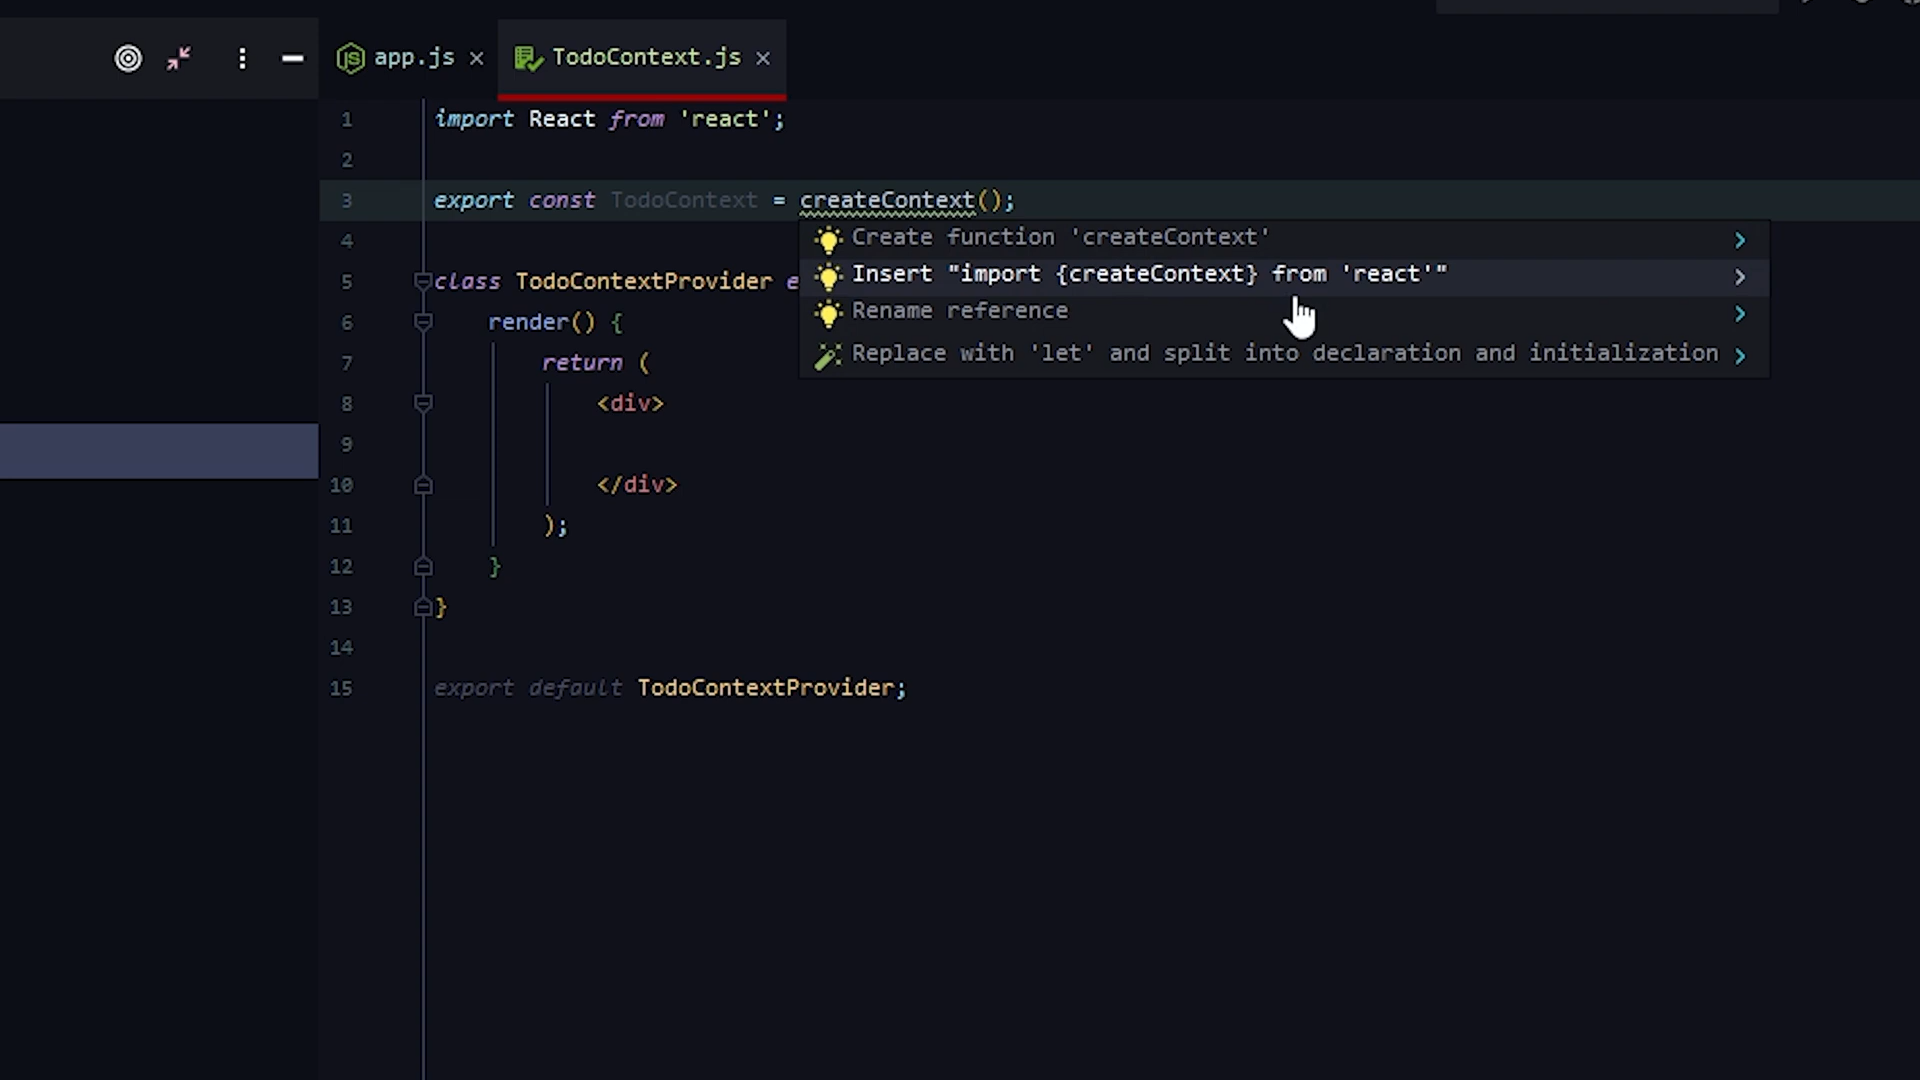 app.js
TodoContext.js
1 import React from 'react';
2
3 export const TodoContext = createContext();
Create function 'createContext'
Insert "import {createContext} from 'react'"
Rename reference
Replace with 'let' and split into declaration and initialization
4
5 class TodoContextProvider e
6 render() {
7 return (
8 <div>
9
10 </div>
11 );
12 }
13 }
14
15 export default TodoContextProvider;